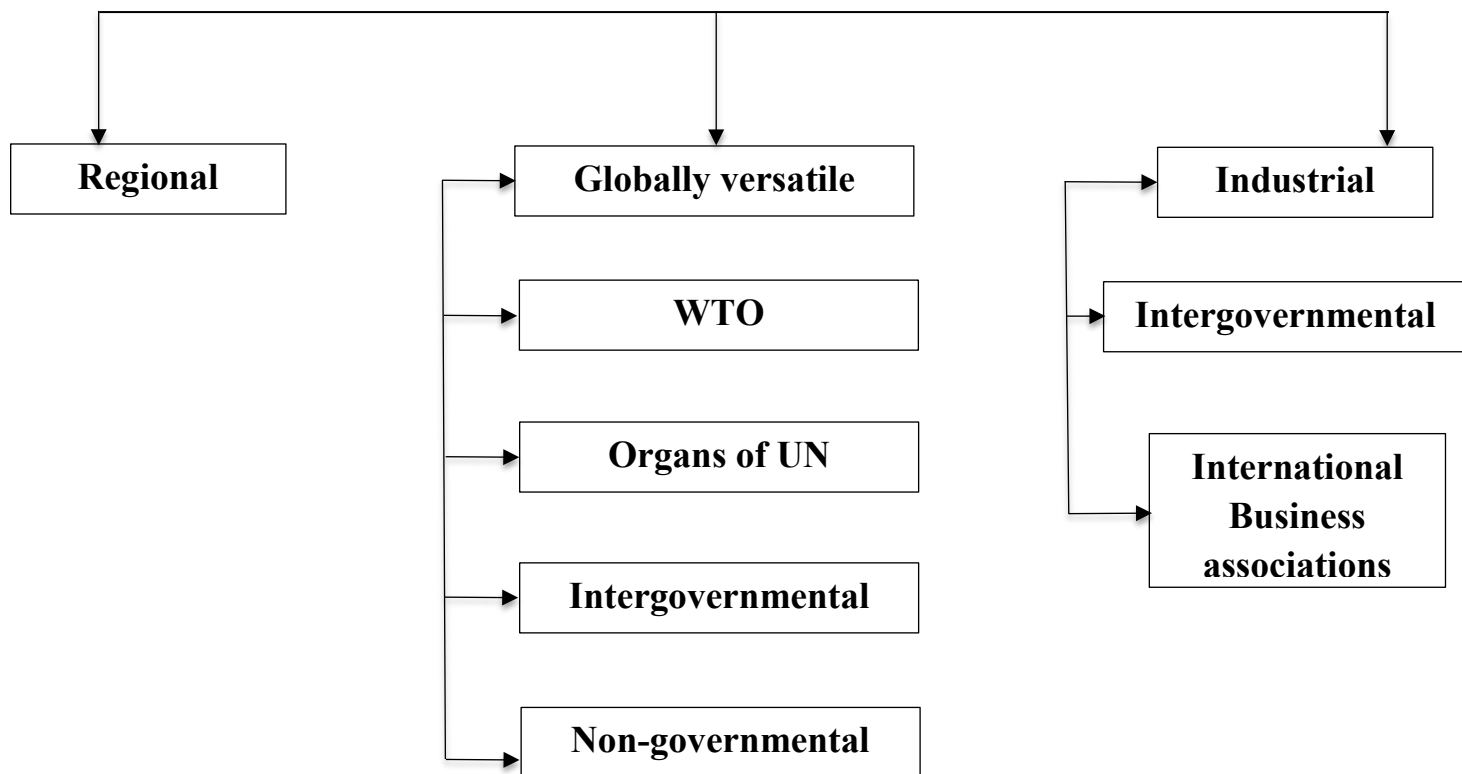 Regional
Globally versatile
Industrial
WTO
Intergovernmental
Organs of UN
International
Business
associations
Intergovernmental
Non-governmental